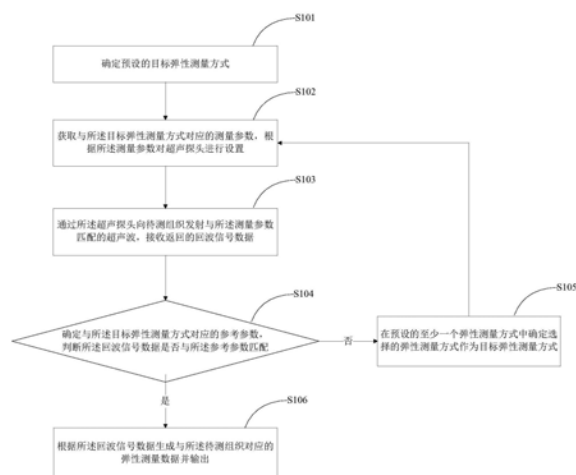 S101
确定预设的目标弹性测量方式
S102
获取与所述目标弹性测量方式对应的测量参数，根
据所述测量参数对超声探头进行设置
S103
通过所述超声探头向待测组织发射与所述测量参数
匹配的超声波，接收返回的回波信号数据
S104
确定与所述目标弹性测量方式对应的参考参数，
判断所述回波信号数据是否与所述参考参数匹配
否
S105
在预设的至少一个弹性测量方式中确定选
择的弹性测量方式作为目标弹性测量方式
是
S106
根据所述回波信号数据生成与所述待测组织对应的
弹性测量数据并输出